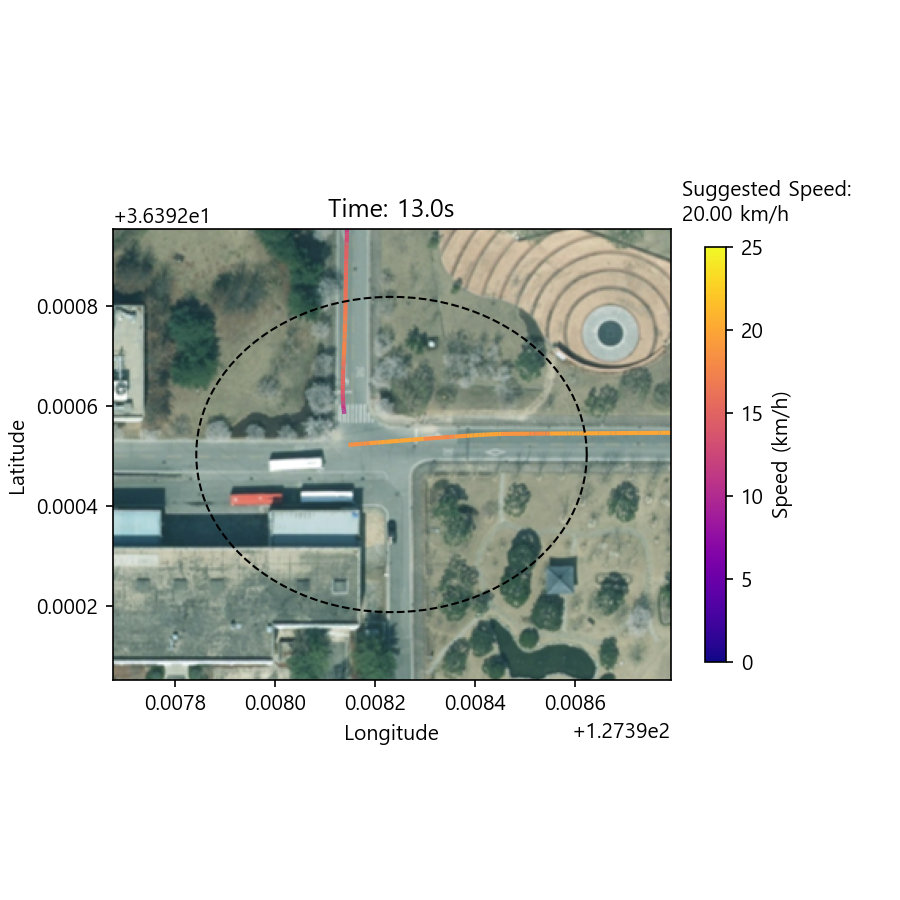 Suggested Speed:
20.00 km/h
+3.6392e1
Time: 13.0s
25
20
15
10
5
0
Speed (km/h)
0.0008
0.0006
0.0004
0.0002
Latitude
0.0078
0.0080
0.0082
0.0084
0.0086
Longitude
+1.2739e2